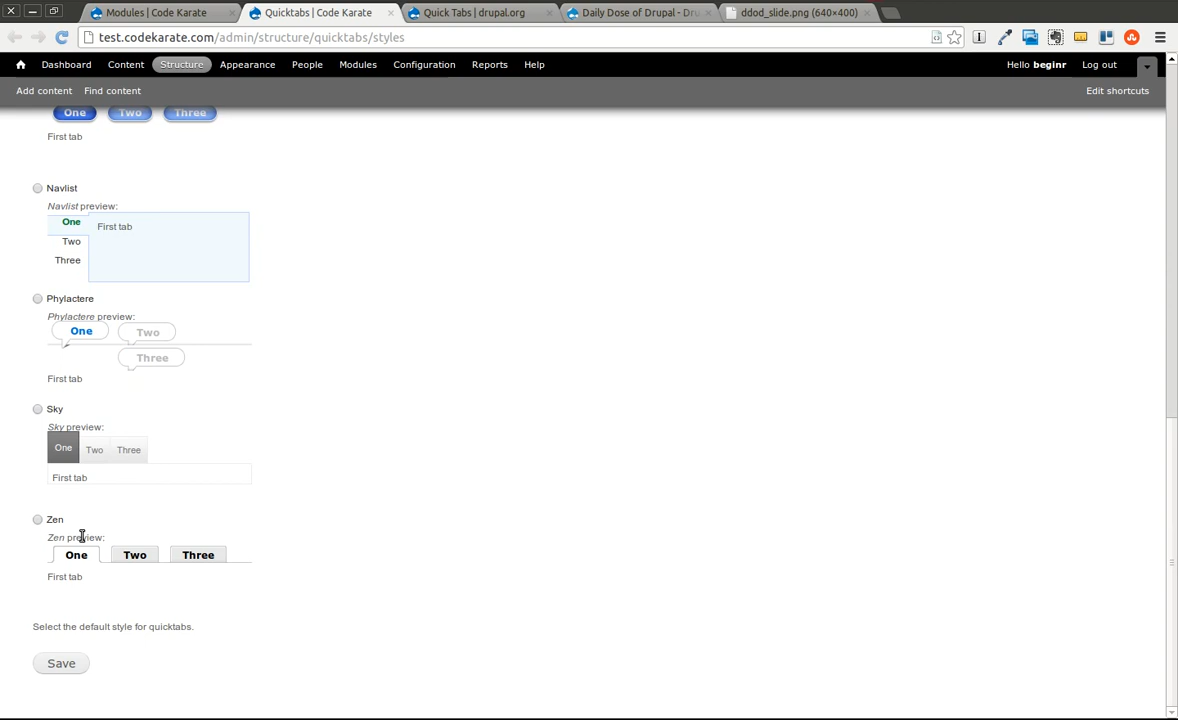 Modules | Code Karate
Quicktabs | Code Karate
Quick Tabs | drupal.org
Daily Dose of Drupal - Dru
ddod_slide.png (640×400)
test.codekarate.com/admin/structure/quicktabs/styles
Dashboard Content Structure Appearance People Modules Configuration Reports Help Hello beginr Log out
Add content Find content Edit shortcuts
One Two Three
First tab
Navlist
Navlist preview:
One First tab
Two
Three
Phylactere
Phylactere preview:
One Two
Three
First tab
Sky
Sky preview:
One Two Three
First tab
Zen
Zen preview:
One Two Three
First tab
Select the default style for quicktabs.
Save